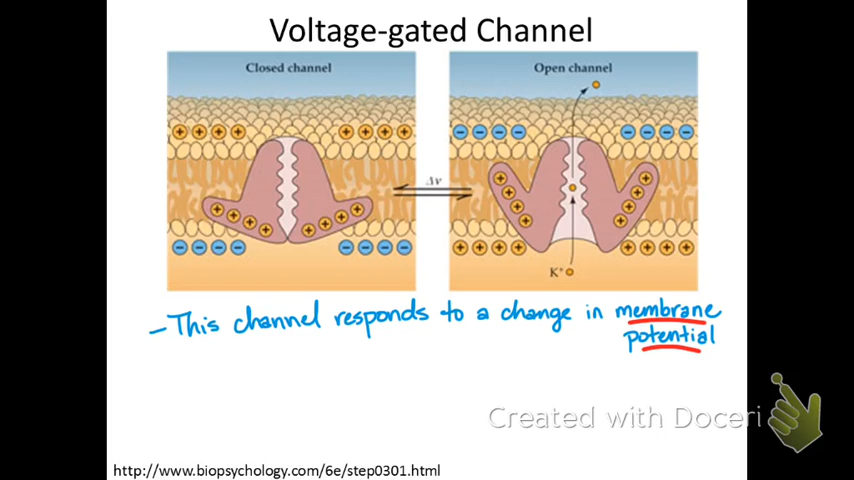 Voltage-gated Channel
Closed channel
Open channel
Δv
K+
- This channel responds to a change in membrane
potential
Created with Doceri
http://www.biopsychology.com/6e/step0301.html